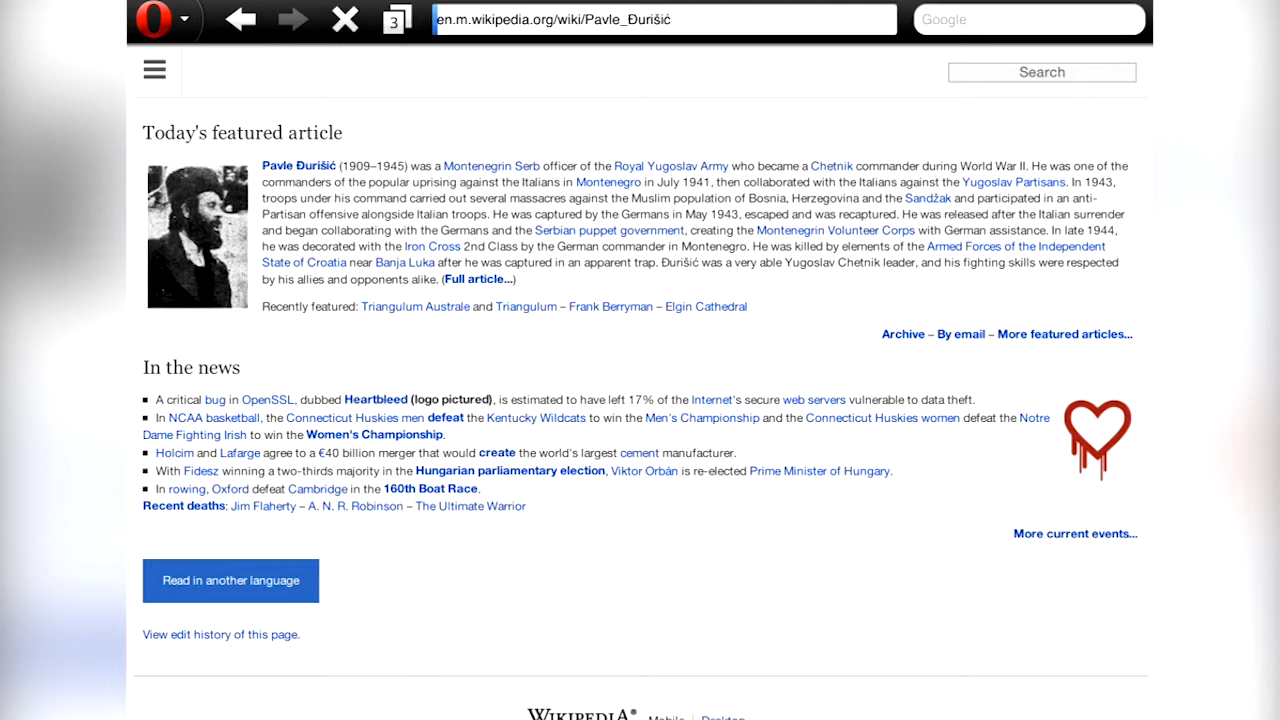 3
en.m.wikipedia.org/wiki/Pavle_Đurišić
Google
Search
Today's featured article
Pavle Đurišić (1909–1945) was a Montenegrin Serb officer of the Royal Yugoslav Army who became a Chetnik commander during World War II. He was one of the
commanders of the popular uprising against the Italians in Montenegro in July 1941, then collaborated with the Italians against the Yugoslav Partisans. In 1943,
troops under his command carried out several massacres against the Muslim population of Bosnia, Herzegovina and the Sandžak and participated in an anti-
Partisan offensive alongside Italian troops. He was captured by the Germans in May 1943, escaped and was recaptured. He was released after the Italian surrender
and began collaborating with the Germans and the Serbian puppet government, creating the Montenegrin Volunteer Corps with German assistance. In late 1944,
he was decorated with the Iron Cross 2nd Class by the German commander in Montenegro. He was killed by elements of the Armed Forces of the Independent
State of Croatia near Banja Luka after he was captured in an apparent trap. Đurišić was a very able Yugoslav Chetnik leader, and his fighting skills were respected
by his allies and opponents alike. (Full article...)
Recently featured: Triangulum Australe and Triangulum – Frank Berryman – Elgin Cathedral
Archive – By email – More featured articles...
In the news
A critical bug in OpenSSL, dubbed Heartbleed (logo pictured), is estimated to have left 17% of the Internet's secure web servers vulnerable to data theft.
In NCAA basketball, the Connecticut Huskies men defeat the Kentucky Wildcats to win the Men's Championship and the Connecticut Huskies women defeat the Notre
Dame Fighting Irish to win the Women's Championship.
Holcim and Lafarge agree to a €40 billion merger that would create the world's largest cement manufacturer.
With Fidesz winning a two-thirds majority in the Hungarian parliamentary election, Viktor Orbán is re-elected Prime Minister of Hungary.
In rowing, Oxford defeat Cambridge in the 160th Boat Race.
Recent deaths: Jim Flaherty – A. N. R. Robinson – The Ultimate Warrior
More current events...
Read in another language
View edit history of this page.
WIKIPEDIA® Mobile | Desktop